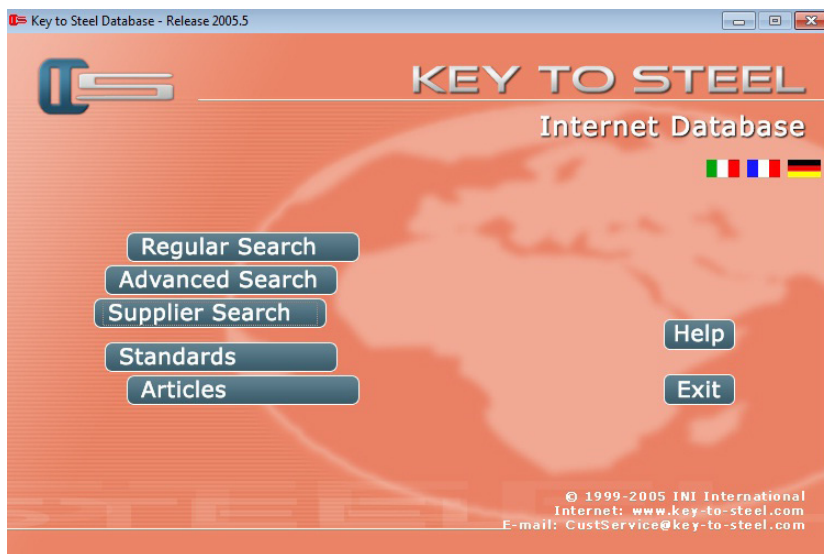 Key to Steel Database - Release 2005.5
KEY TO STEEL
Internet Database
Regular Search
Advanced Search
Supplier Search
Standards
Articles
Help
Exit
© 1999-2005 INI International
Internet: www.key-to-steel.com
E-mail: CustService@key-to-steel.com